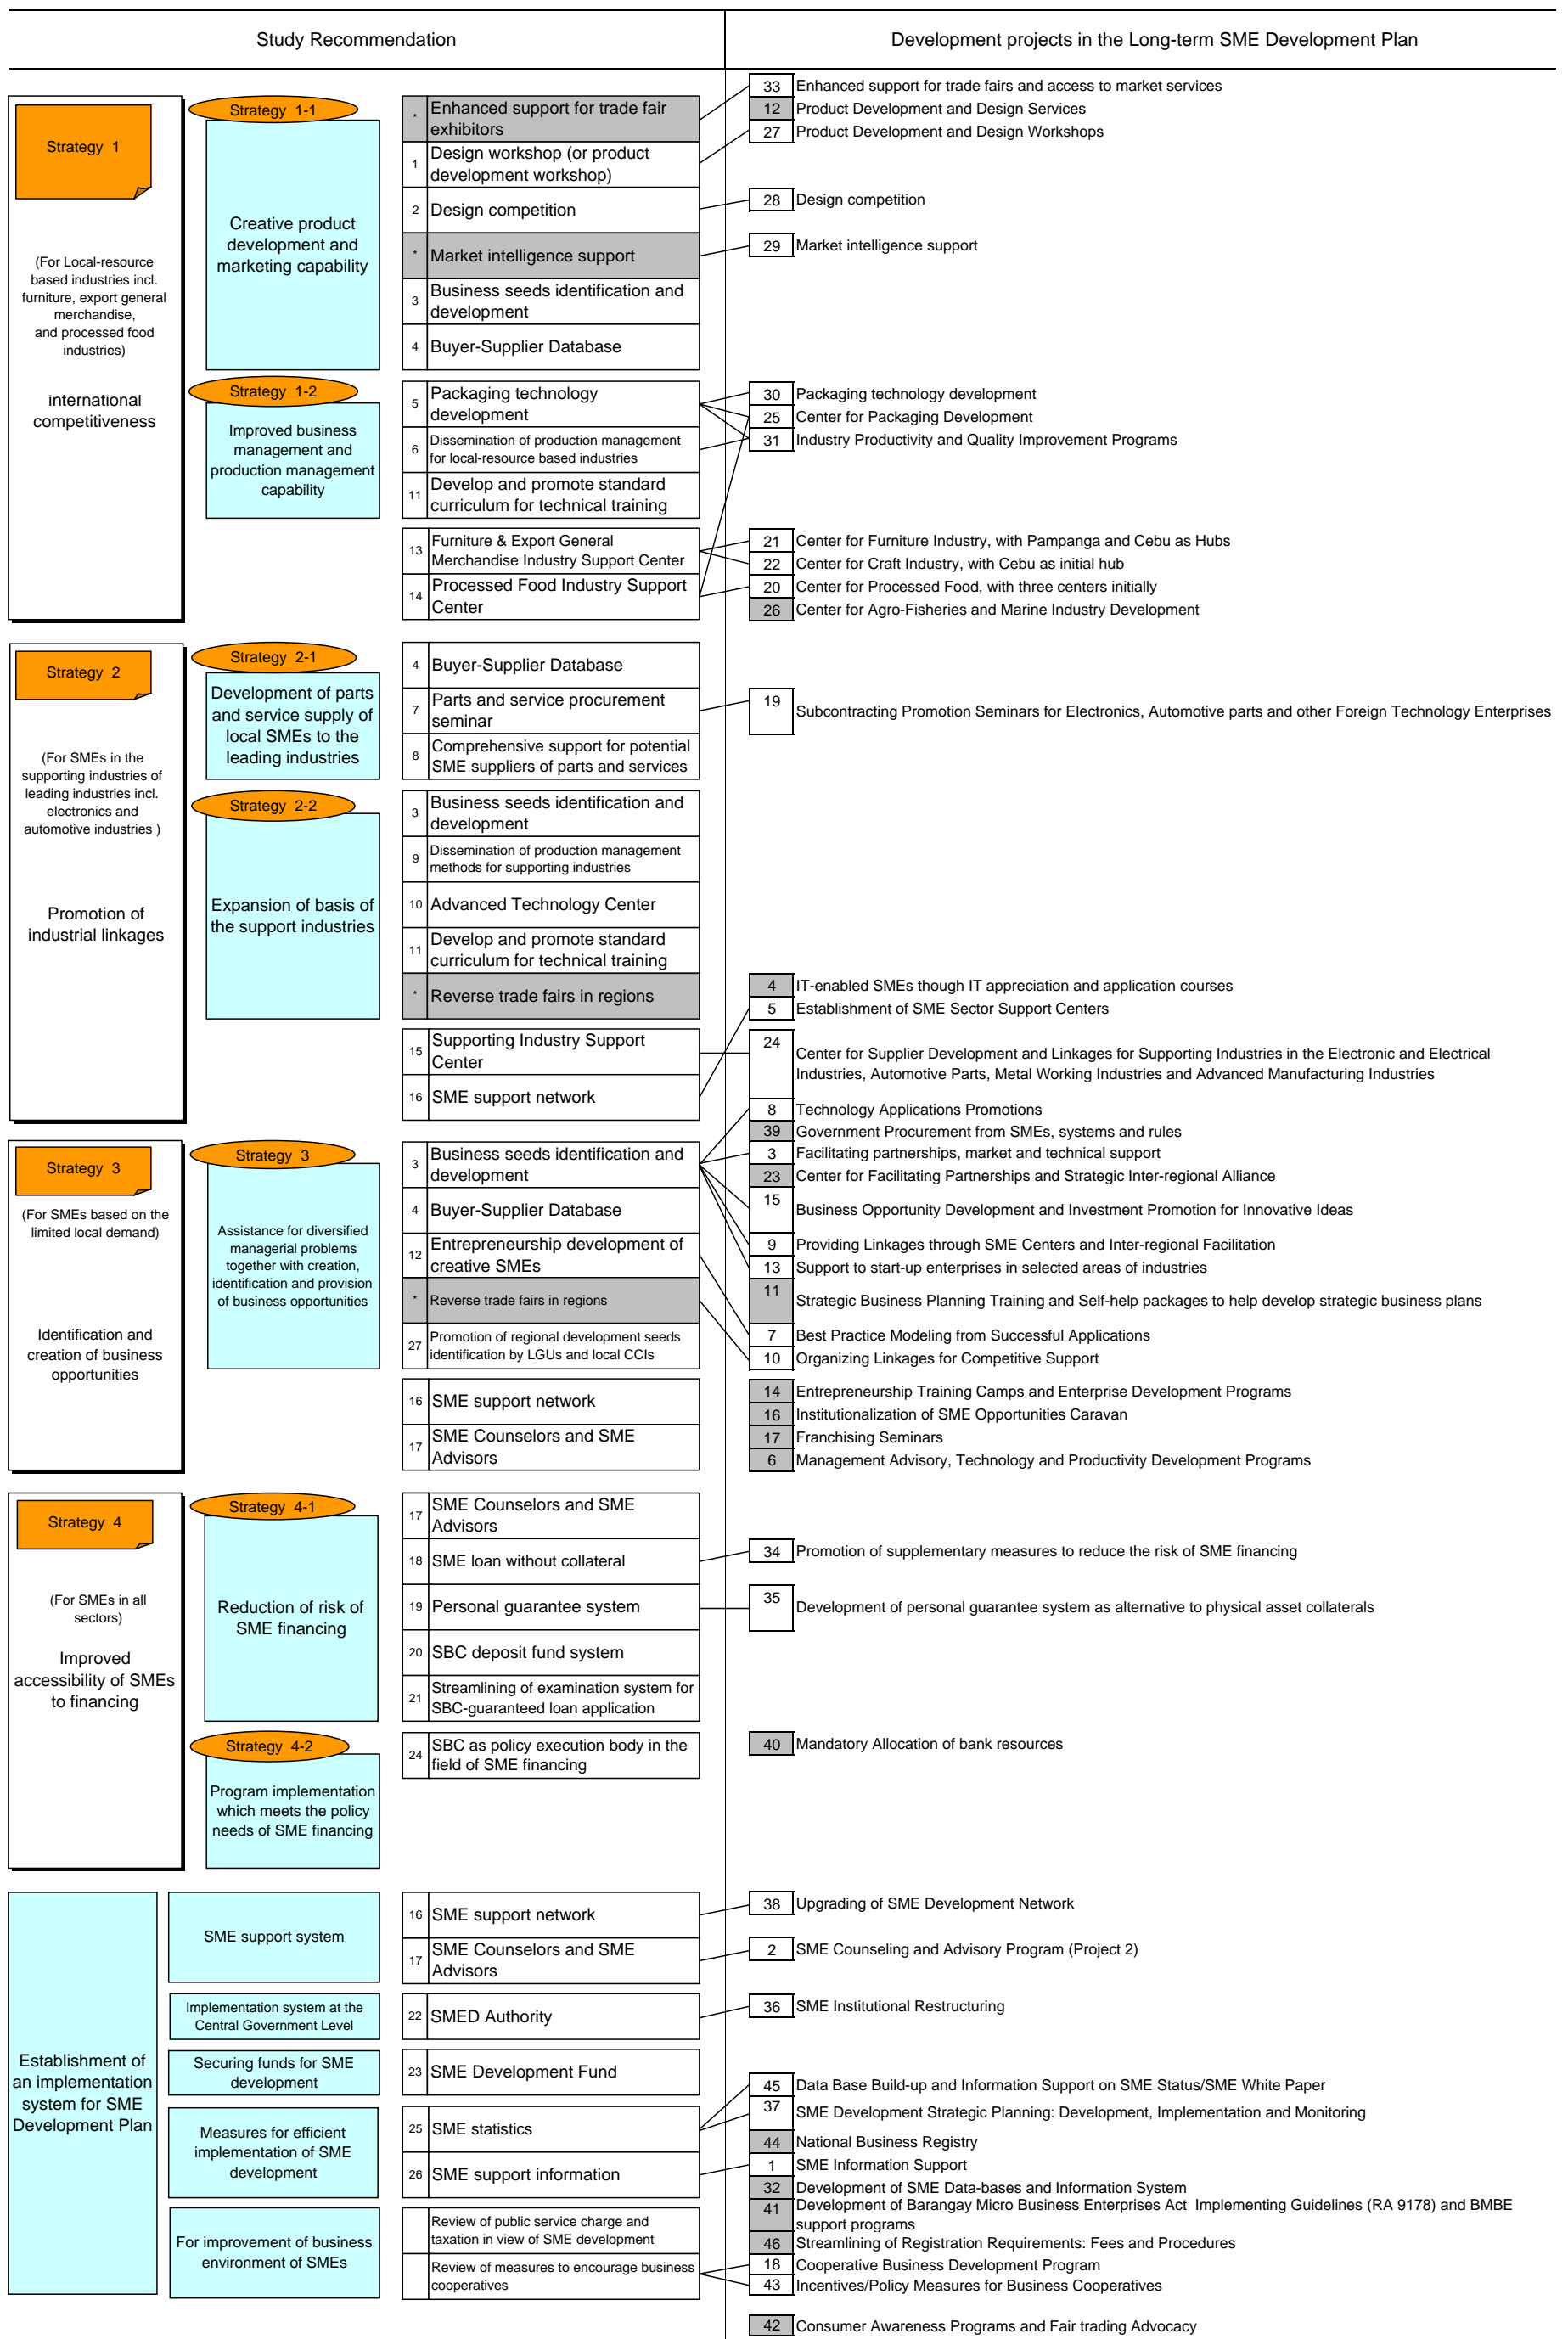 Study Recommendation
Development projects in the Long-term SME Development Plan
Strategy 1
(For Local-resource
based industries incl.
furniture, export general
merchandise,
and processed food
industries)
international
competitiveness
Strategy 1-1
Creative product
development and
marketing capability
* Enhanced support for trade fair
exhibitors
1 Design workshop (or product
development workshop)
2 Design competition
* Market intelligence support
3 Business seeds identification and
development
4 Buyer-Supplier Database
33 Enhanced support for trade fairs and access to market services
12 Product Development and Design Services
27 Product Development and Design Workshops
28 Design competition
29 Market intelligence support
Strategy 1-2
Improved business
management and
production management
capability
5 Packaging technology
development
6 Dissemination of production management
for local-resource based industries
11 Develop and promote standard
curriculum for technical training
13 Furniture & Export General
Merchandise Industry Support Center
14 Processed Food Industry Support
Center
30 Packaging technology development
25 Center for Packaging Development
31 Industry Productivity and Quality Improvement Programs
21 Center for Furniture Industry, with Pampanga and Cebu as Hubs
22 Center for Craft Industry, with Cebu as initial hub
20 Center for Processed Food, with three centers initially
26 Center for Agro-Fisheries and Marine Industry Development
Strategy 2
(For SMEs in the
supporting industries of
leading industries incl.
electronics and
automotive industries )
Promotion of
industrial linkages
Strategy 2-1
Development of parts
and service supply of
local SMEs to the
leading industries
4 Buyer-Supplier Database
7 Parts and service procurement
seminar
8 Comprehensive support for potential
SME suppliers of parts and services
19 Subcontracting Promotion Seminars for Electronics, Automotive parts and other Foreign Technology Enterprises
Strategy 2-2
Expansion of basis of
the support industries
3 Business seeds identification and
development
9 Dissemination of production management
methods for supporting industries
10 Advanced Technology Center
11 Develop and promote standard
curriculum for technical training
* Reverse trade fairs in regions
15 Supporting Industry Support
Center
16 SME support network
4 IT-enabled SMEs though IT appreciation and application courses
5 Establishment of SME Sector Support Centers
24 Center for Supplier Development and Linkages for Supporting Industries in the Electronic and Electrical
Industries, Automotive Parts, Metal Working Industries and Advanced Manufacturing Industries
8 Technology Applications Promotions
39 Government Procurement from SMEs, systems and rules
3 Facilitating partnerships, market and technical support
23 Center for Facilitating Partnerships and Strategic Inter-regional Alliance
15 Business Opportunity Development and Investment Promotion for Innovative Ideas
9 Providing Linkages through SME Centers and Inter-regional Facilitation
13 Support to start-up enterprises in selected areas of industries
11 Strategic Business Planning Training and Self-help packages to help develop strategic business plans
7 Best Practice Modeling from Successful Applications
10 Organizing Linkages for Competitive Support
14 Entrepreneurship Training Camps and Enterprise Development Programs
16 Institutionalization of SME Opportunities Caravan
17 Franchising Seminars
6 Management Advisory, Technology and Productivity Development Programs
Strategy 3
(For SMEs based on the
limited local demand)
Identification and
creation of business
opportunities
Strategy 3
Assistance for diversified
managerial problems
together with creation,
identification and provision
of business opportunities
3 Business seeds identification and
development
4 Buyer-Supplier Database
12 Entrepreneurship development of
creative SMEs
* Reverse trade fairs in regions
27 Promotion of regional development seeds
identification by LGUs and local CCIs
16 SME support network
17 SME Counselors and SME
Advisors
Strategy 4
(For SMEs in all
sectors)
Improved
accessibility of SMEs
to financing
Strategy 4-1
Reduction of risk of
SME financing
17 SME Counselors and SME
Advisors
18 SME loan without collateral
19 Personal guarantee system
20 SBC deposit fund system
21 Streamlining of examination system for
SBC-guaranteed loan application
34 Promotion of supplementary measures to reduce the risk of SME financing
35 Development of personal guarantee system as alternative to physical asset collaterals
Strategy 4-2
Program implementation
which meets the policy
needs of SME financing
24 SBC as policy execution body in the
field of SME financing
40 Mandatory Allocation of bank resources
Establishment of
an implementation
system for SME
Development Plan
SME support system
16 SME support network
17 SME Counselors and SME
Advisors
38 Upgrading of SME Development Network
2 SME Counseling and Advisory Program (Project 2)
Implementation system at the
Central Government Level
22 SMED Authority
36 SME Institutional Restructuring
Securing funds for SME
development
23 SME Development Fund
Measures for efficient
implementation of SME
development
25 SME statistics
26 SME support information
45 Data Base Build-up and Information Support on SME Status/SME White Paper
37 SME Development Strategic Planning: Development, Implementation and Monitoring
44 National Business Registry
1 SME Information Support
32 Development of SME Data-bases and Information System
41 Development of Barangay Micro Business Enterprises Act Implementing Guidelines (RA 9178) and BMBE
support programs
46 Streamlining of Registration Requirements: Fees and Procedures
18 Cooperative Business Development Program
43 Incentives/Policy Measures for Business Cooperatives
For improvement of business
environment of SMEs
Review of public service charge and
taxation in view of SME development
Review of measures to encourage business
cooperatives
42 Consumer Awareness Programs and Fair trading Advocacy